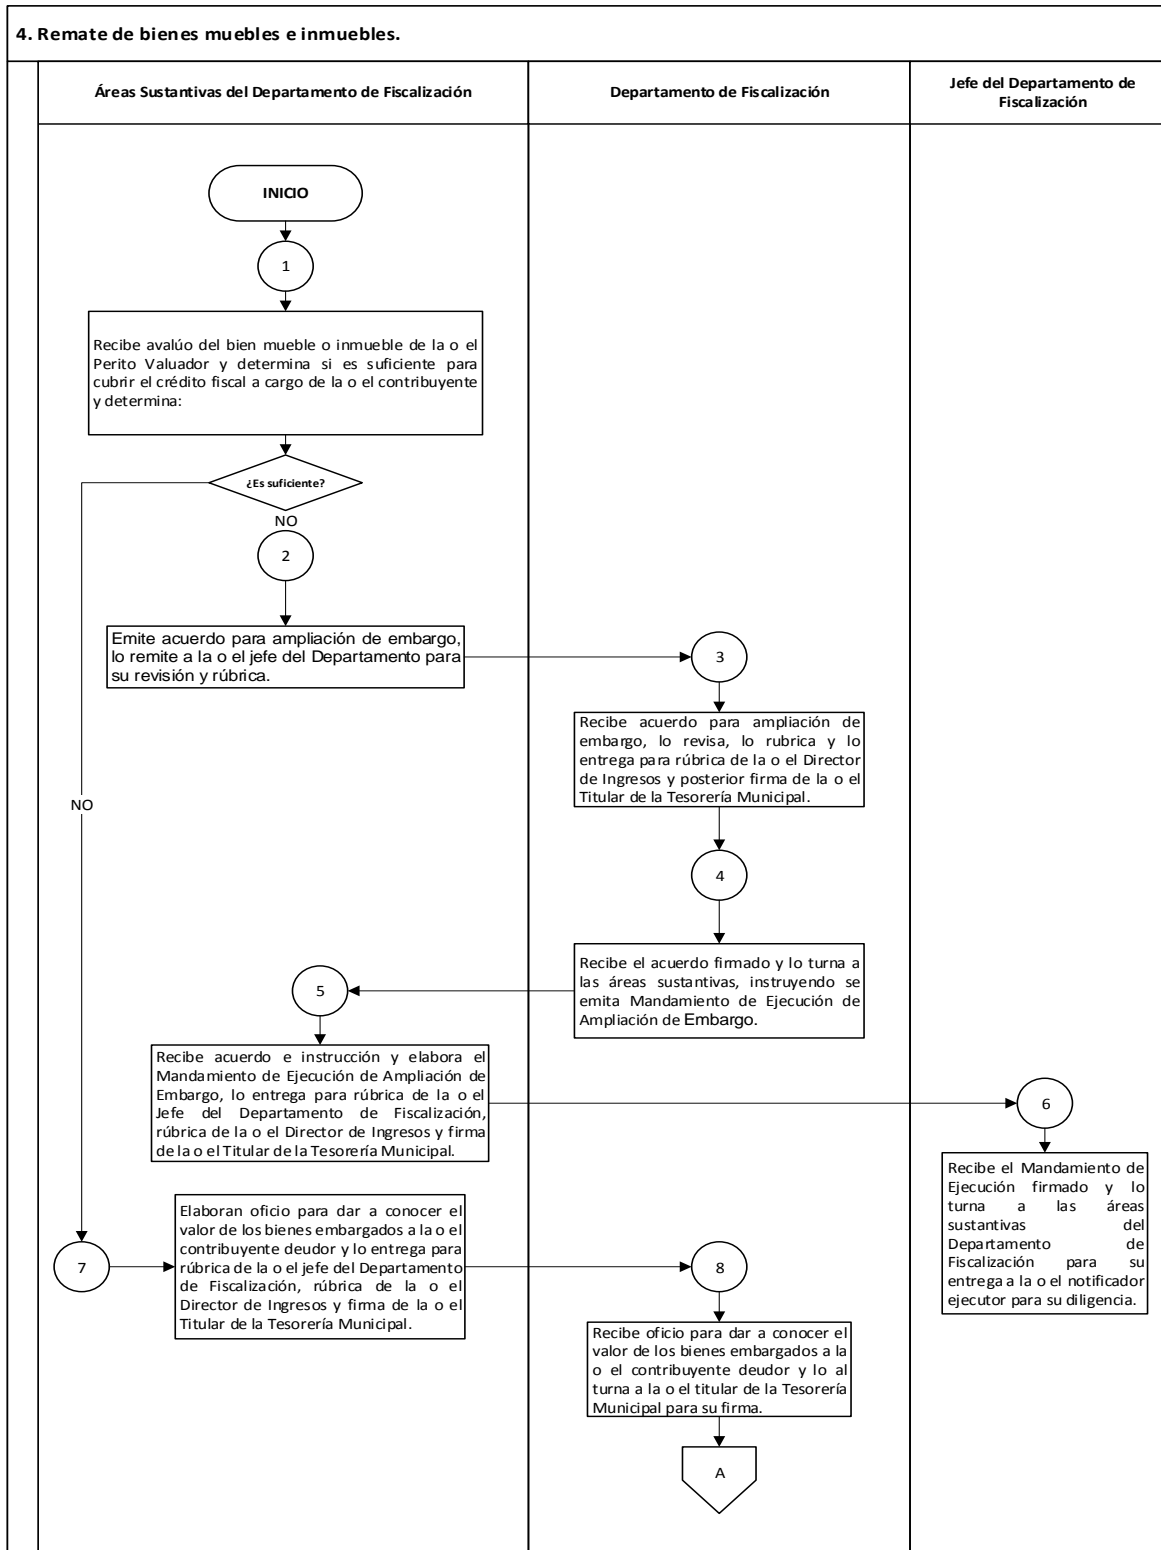 4. Remate de bienes muebles e inmuebles.
Áreas Sustantivas del Departamento de Fiscalización
Departamento de Fiscalización
Jefe del Departamento de
Fiscalización
INICIO
1
Recibe avalúo del bien mueble o inmueble de la o el
Perito Valuador y determina si es suficiente para
cubrir el crédito fiscal a cargo de la o el contribuyente
y determina:
¿Es suficiente?
NO
2
Emite acuerdo para ampliación de embargo,
lo remite a la o el jefe del Departamento para
su revisión y rúbrica.
3
Recibe acuerdo para ampliación de
embargo, lo revisa, lo rubrica y lo
entrega para rúbrica de la o el Director
de Ingresos y posterior firma de la o el
Titular de la Tesorería Municipal.
NO
4
Recibe el acuerdo firmado y lo turna a
las áreas sustantivas, instruyendo se
emita Mandamiento de Ejecución de
Ampliación de Embargo.
5
Recibe acuerdo e instrucción y elabora el
Mandamiento de Ejecución de Ampliación de
Embargo, lo entrega para rúbrica de la o el
Jefe del Departamento de Fiscalización,
rúbrica de la o el Director de Ingresos y firma
de la o el Titular de la Tesorería Municipal.
6
Recibe el Mandamiento de
Ejecución firmado y lo
turna a las áreas
sustantivas del
Departamento de
Fiscalización para su
entrega a la o el notificador
ejecutor para su diligencia.
7
Elaboran oficio para dar a conocer el
valor de los bienes embargados a la o el
contribuyente deudor y lo entrega para
rúbrica de la o el jefe del Departamento
de Fiscalización, rúbrica de la o el
Director de Ingresos y firma de la o el
Titular de la Tesorería Municipal.
8
Recibe oficio para dar a conocer el
valor de los bienes embargados a la
o el contribuyente deudor y lo al
turna a la o el titular de la Tesorería
Municipal para su firma.
A